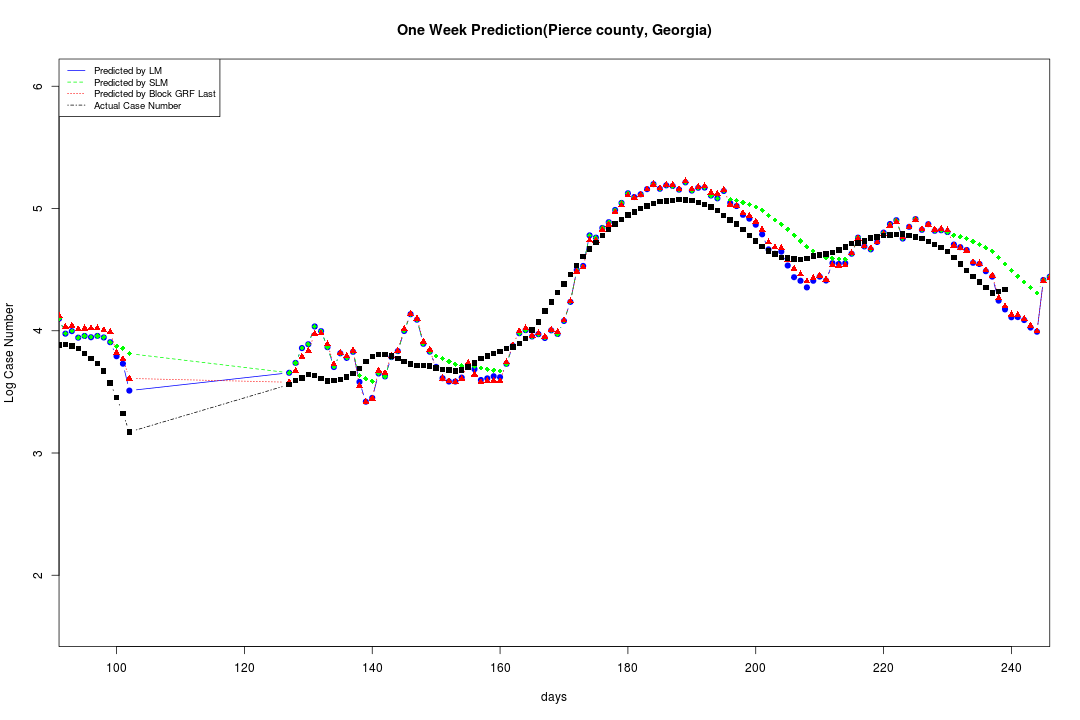 One Week Prediction(Pierce county, Georgia)
Predicted by LM
Predicted by SLM
Predicted by Block GRF Last
Actual Case Number
Log Case Number
6
5
4
3
2
100 120 140 160 180 200 220 240
days